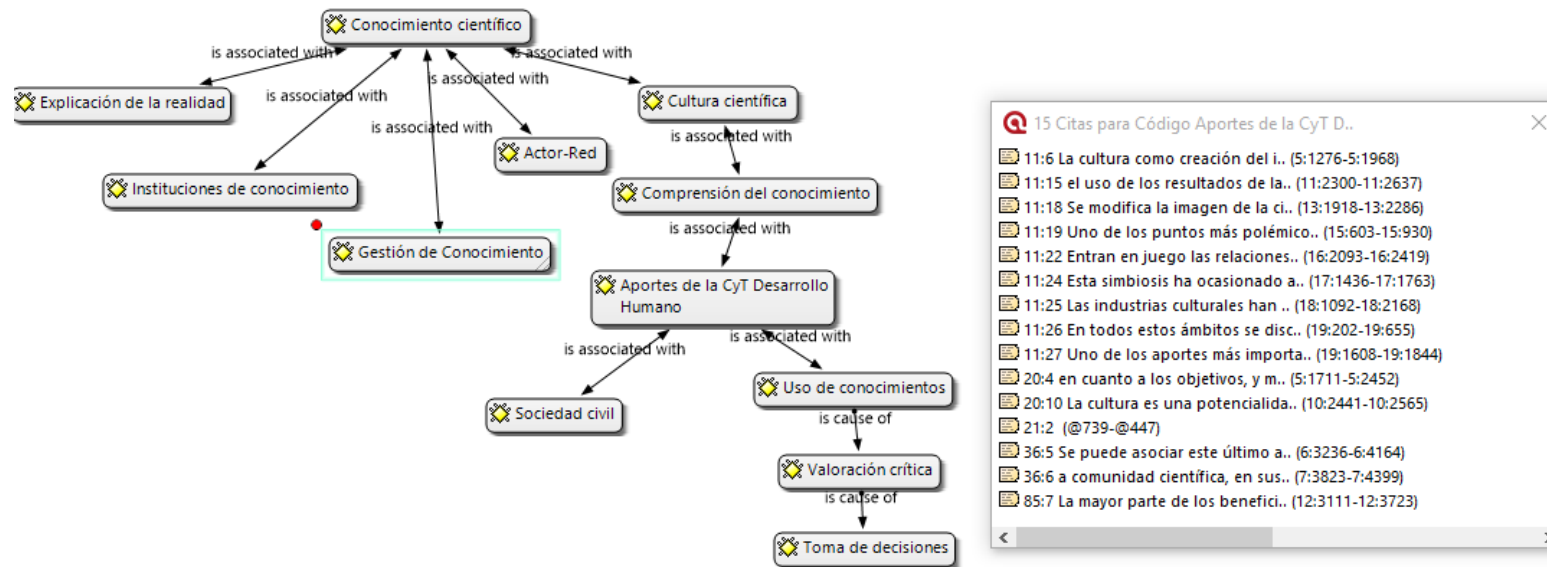 Conocimiento científico
is associated with
is associated with
is associated with
is associated with
is associated with
Explicación de la realidad
Cultura científica
is associated with
Actor-Red
Instituciones de conocimiento
Comprensión del conocimiento
is associated with
Gestión de Conocimiento
Aportes de la CyT Desarrollo
Humano
is associated with
is associated with
Uso de conocimientos
Sociedad civil
is cause of
Valoración crítica
is cause of
Toma de decisiones
15 Citas para Código Aportes de la CyT D..
11:6 La cultura como creación del i.. (5:1276-5:1968)
11:15 el uso de los resultados de la.. (11:2300-11:2637)
11:18 Se modifica la imagen de la ci.. (13:1918-13:2286)
11:19 Uno de los puntos más polémico.. (15:603-15:930)
11:22 Entran en juego las relaciones.. (16:2093-16:2419)
11:24 Esta simbiosis ha ocasionado a.. (17:1436-17:1763)
11:25 Las industrias culturales han .. (18:1092-18:2168)
11:26 En todos estos ámbitos se disc.. (19:202-19:655)
11:27 Uno de los aportes más importa.. (19:1608-19:1844)
20:4 en cuanto a los objetivos, y m.. (5:1711-5:2452)
20:10 La cultura es una potencialida.. (10:2441-10:2565)
21:2 (@739-@447)
36:5 Se puede asociar este último a.. (6:3236-6:4164)
36:6 a comunidad científica, en sus.. (7:3823-7:4399)
85:7 La mayor parte de los benefici.. (12:3111-12:3723)